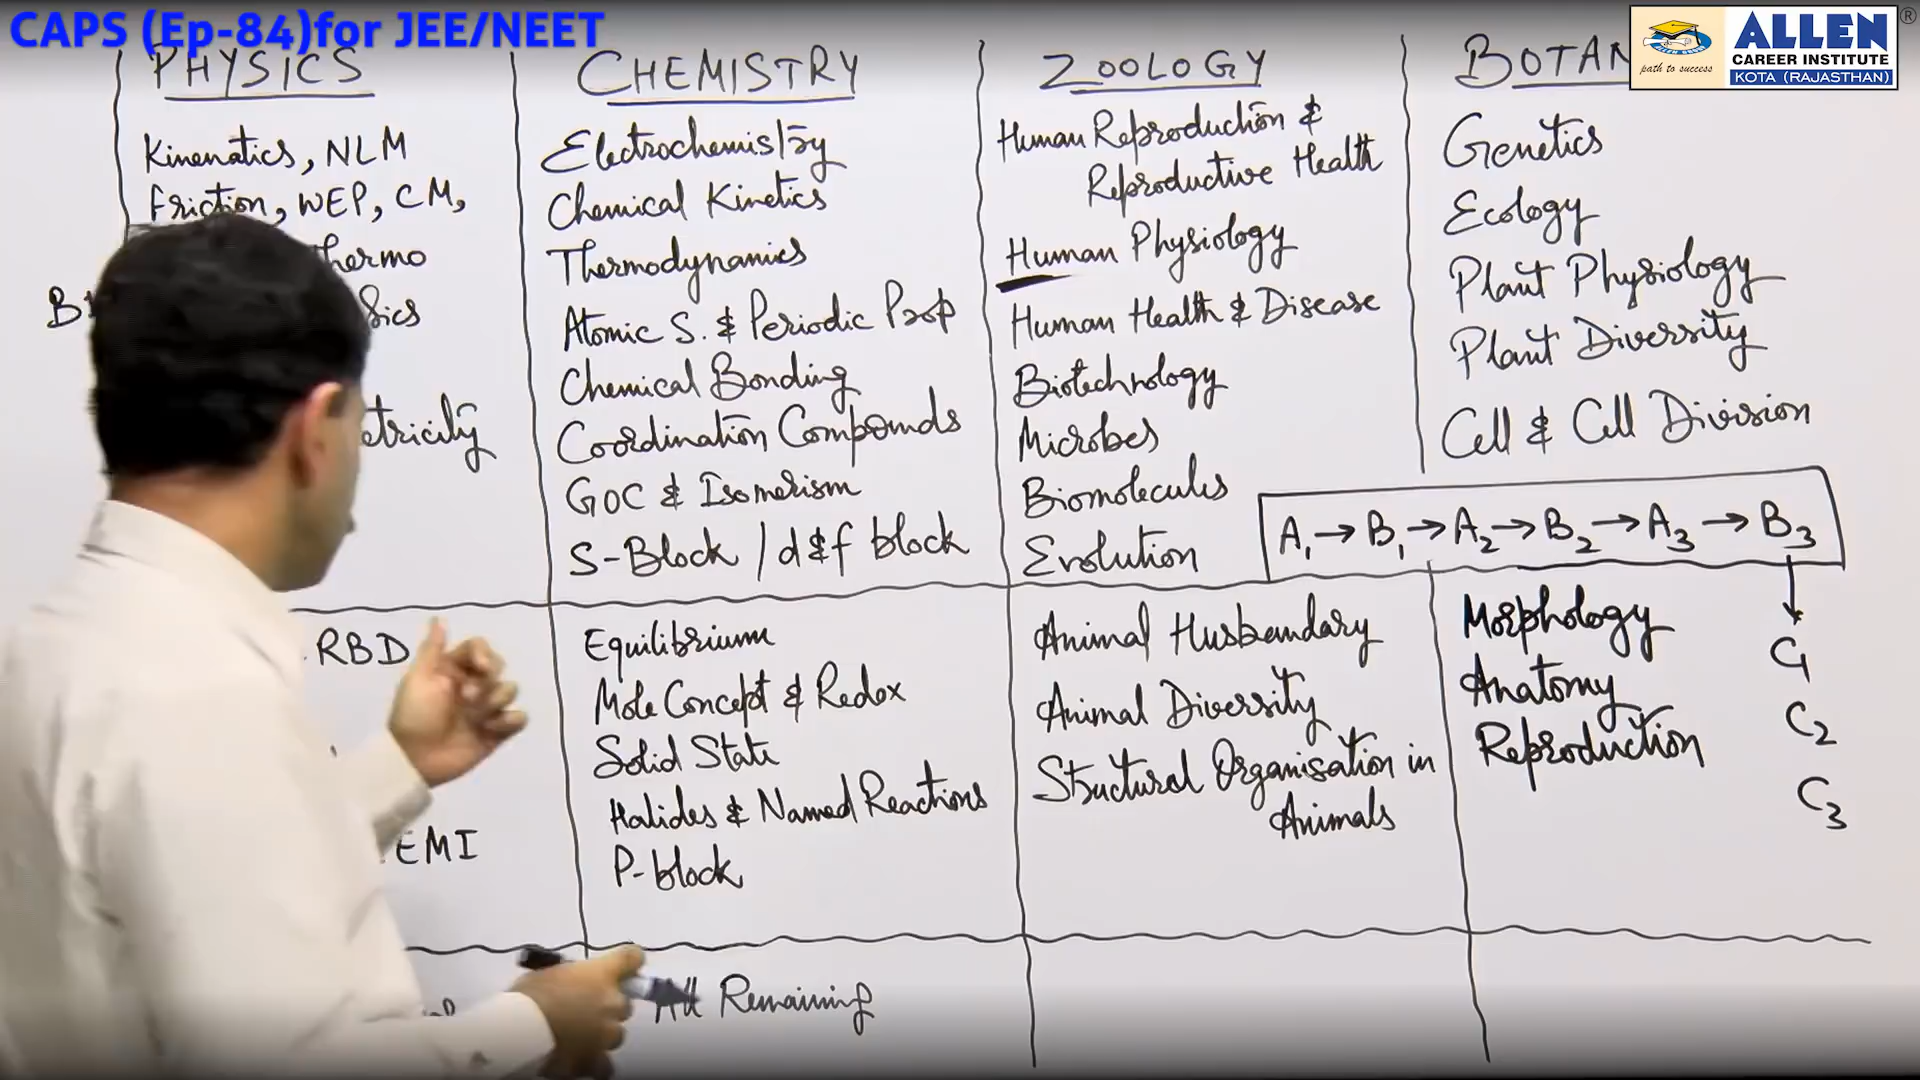 CAPS (Ep-84)for JEE/NEET
ALLEN
CAREER INSTITUTE
KOTA (RAJASTHAN)
path to success
®
PHYSICS
Kinematics, NLM
Friction, WEP, CM,
thermo
sics
etricity
RBD
EMI
CHEMISTRY
Electrochemistry
Chemical Kinetics
Thermodynamics
Atomic S. & Periodic Prop
Chemical Bonding
Coordination Compounds
GOC & Isomerism
S-Block / d&f block
Equilibrium
Mole Concept & Redox
Solid State
Halides & Named Reactions
P-block
All Remaining
ZOOLOGY
Human Reproduction &
Reproductive Health
Human Physiology
Human Health & Disease
Biotechnology
Microbes
Biomolecules
Evolution
Animal Husbandary
Animal Diversity
Structural Organisation in
Animals
BOTAN
Genetics
Ecology
Plant Physiology
Plant Diversity
Cell & Cell Division
A₁→B₁→A₂→B₂→A₃→B₃
Morphology
Anatomy
Reproduction
↓
C₁
C₂
C₃